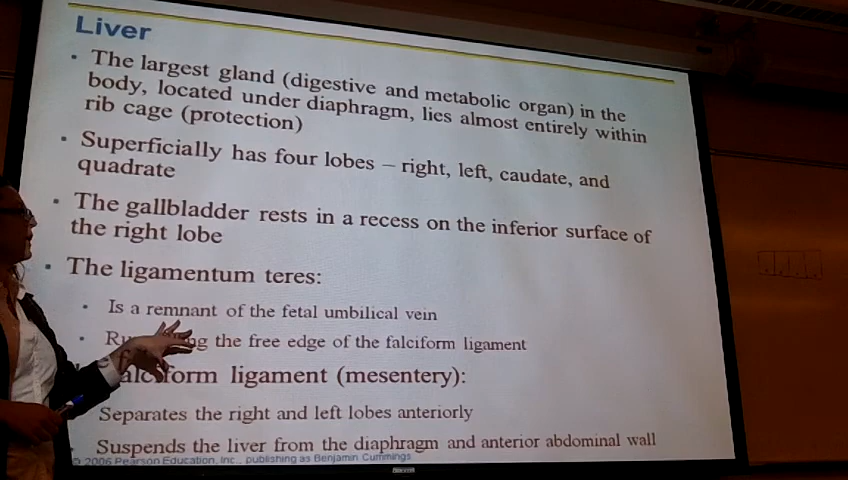 Liver
• The largest gland (digestive and metabolic organ) in the
body, located under diaphragm, lies almost entirely within
rib cage (protection)
• Superficially has four lobes – right, left, caudate, and
quadrate
• The gallbladder rests in a recess on the inferior surface of
the right lobe
• The ligamentum teres:
• Is a remnant of the fetal umbilical vein
• the free edge of the falciform ligament
ligament (mesentery):
Separates the right and left lobes anteriorly
Suspends the liver from the diaphragm and anterior abdominal wall
© 2006 Pearson Education, Inc., publishing as Benjamin Cummings